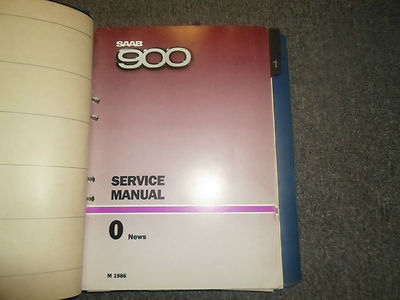 SAAB
900
1
SERVICE
MANUAL
0 News
M 1986